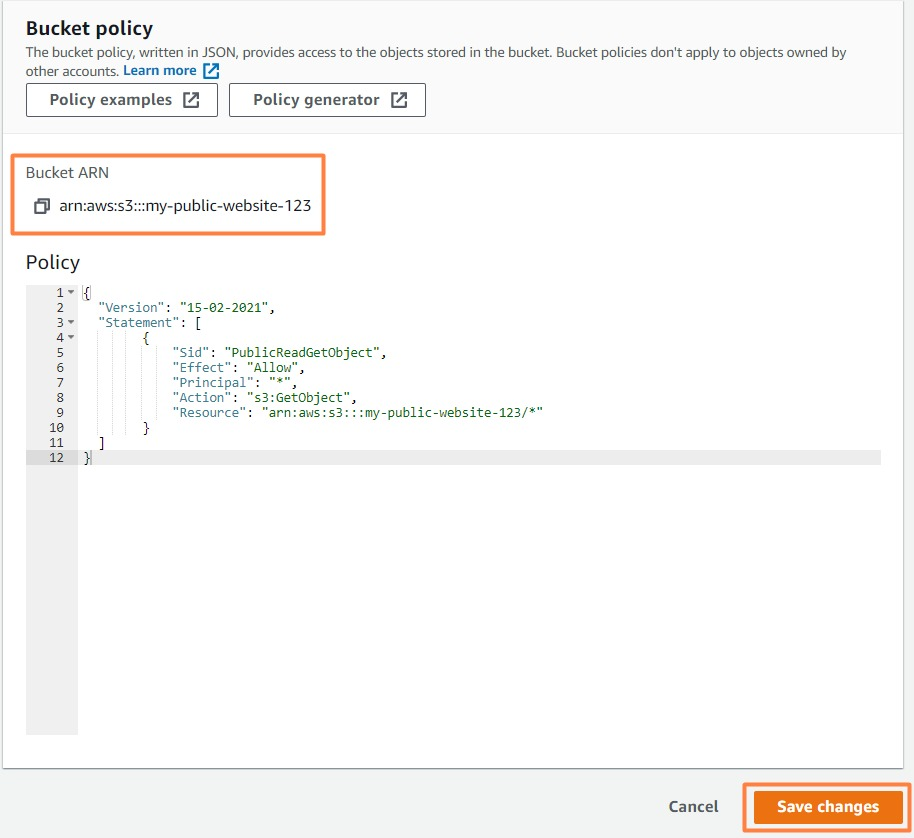 Bucket policy
The bucket policy, written in JSON, provides access to the objects stored in the bucket. Bucket policies don't apply to objects owned by
other accounts. Learn more
Policy examples Policy generator
Bucket ARN
arn:aws:s3:::my-public-website-123
Policy
1 {
2 "Version": "15-02-2021",
3 "Statement": [
4 {
5 "Sid": "PublicReadGetObject",
6 "Effect": "Allow",
7 "Principal": "*",
8 "Action": "s3:GetObject",
9 "Resource": "arn:aws:s3:::my-public-website-123/*"
10 }
11 ]
12 }
Cancel Save changes